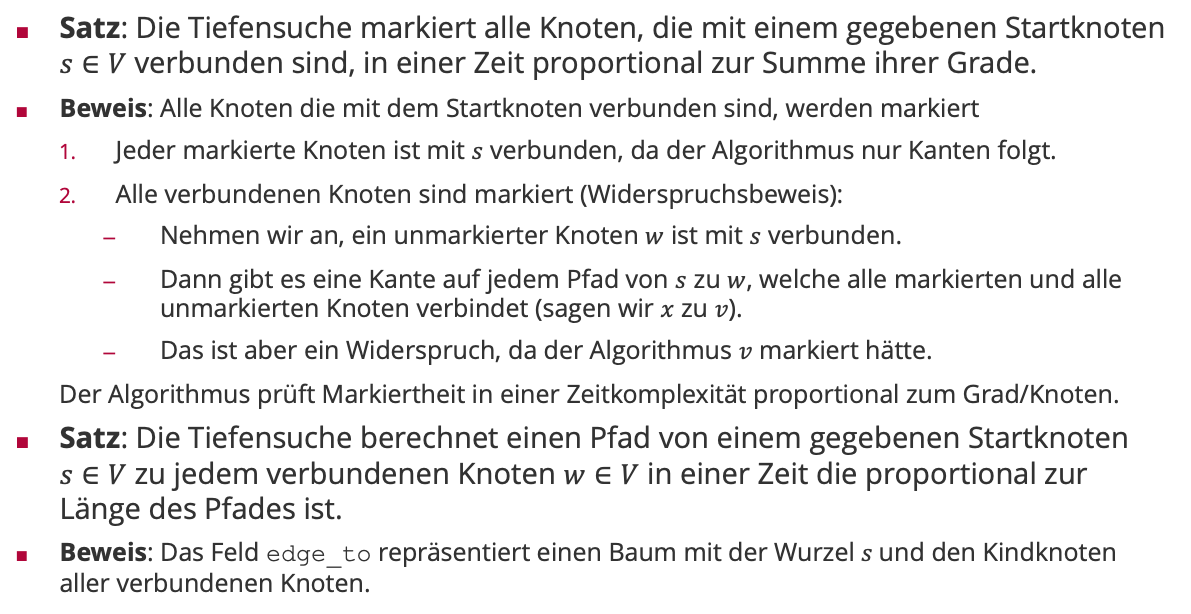 ▪ Satz: Die Tiefensuche markiert alle Knoten, die mit einem gegebenen Startknoten
s ∈ V verbunden sind, in einer Zeit proportional zur Summe ihrer Grade.
▪ Beweis: Alle Knoten die mit dem Startknoten verbunden sind, werden markiert
1. Jeder markierte Knoten ist mit s verbunden, da der Algorithmus nur Kanten folgt.
2. Alle verbundenen Knoten sind markiert (Widerspruchsbeweis):
– Nehmen wir an, ein unmarkierter Knoten w ist mit s verbunden.
– Dann gibt es eine Kante auf jedem Pfad von s zu w, welche alle markierten und alle
unmarkierten Knoten verbindet (sagen wir x zu v).
– Das ist aber ein Widerspruch, da der Algorithmus v markiert hätte.
Der Algorithmus prüft Markiertheit in einer Zeitkomplexität proportional zum Grad/Knoten.
▪ Satz: Die Tiefensuche berechnet einen Pfad von einem gegebenen Startknoten
s ∈ V zu jedem verbundenen Knoten w ∈ V in einer Zeit die proportional zur
Länge des Pfades ist.
▪ Beweis: Das Feld edge_to repräsentiert einen Baum mit der Wurzel s und den Kindknoten
aller verbundenen Knoten.